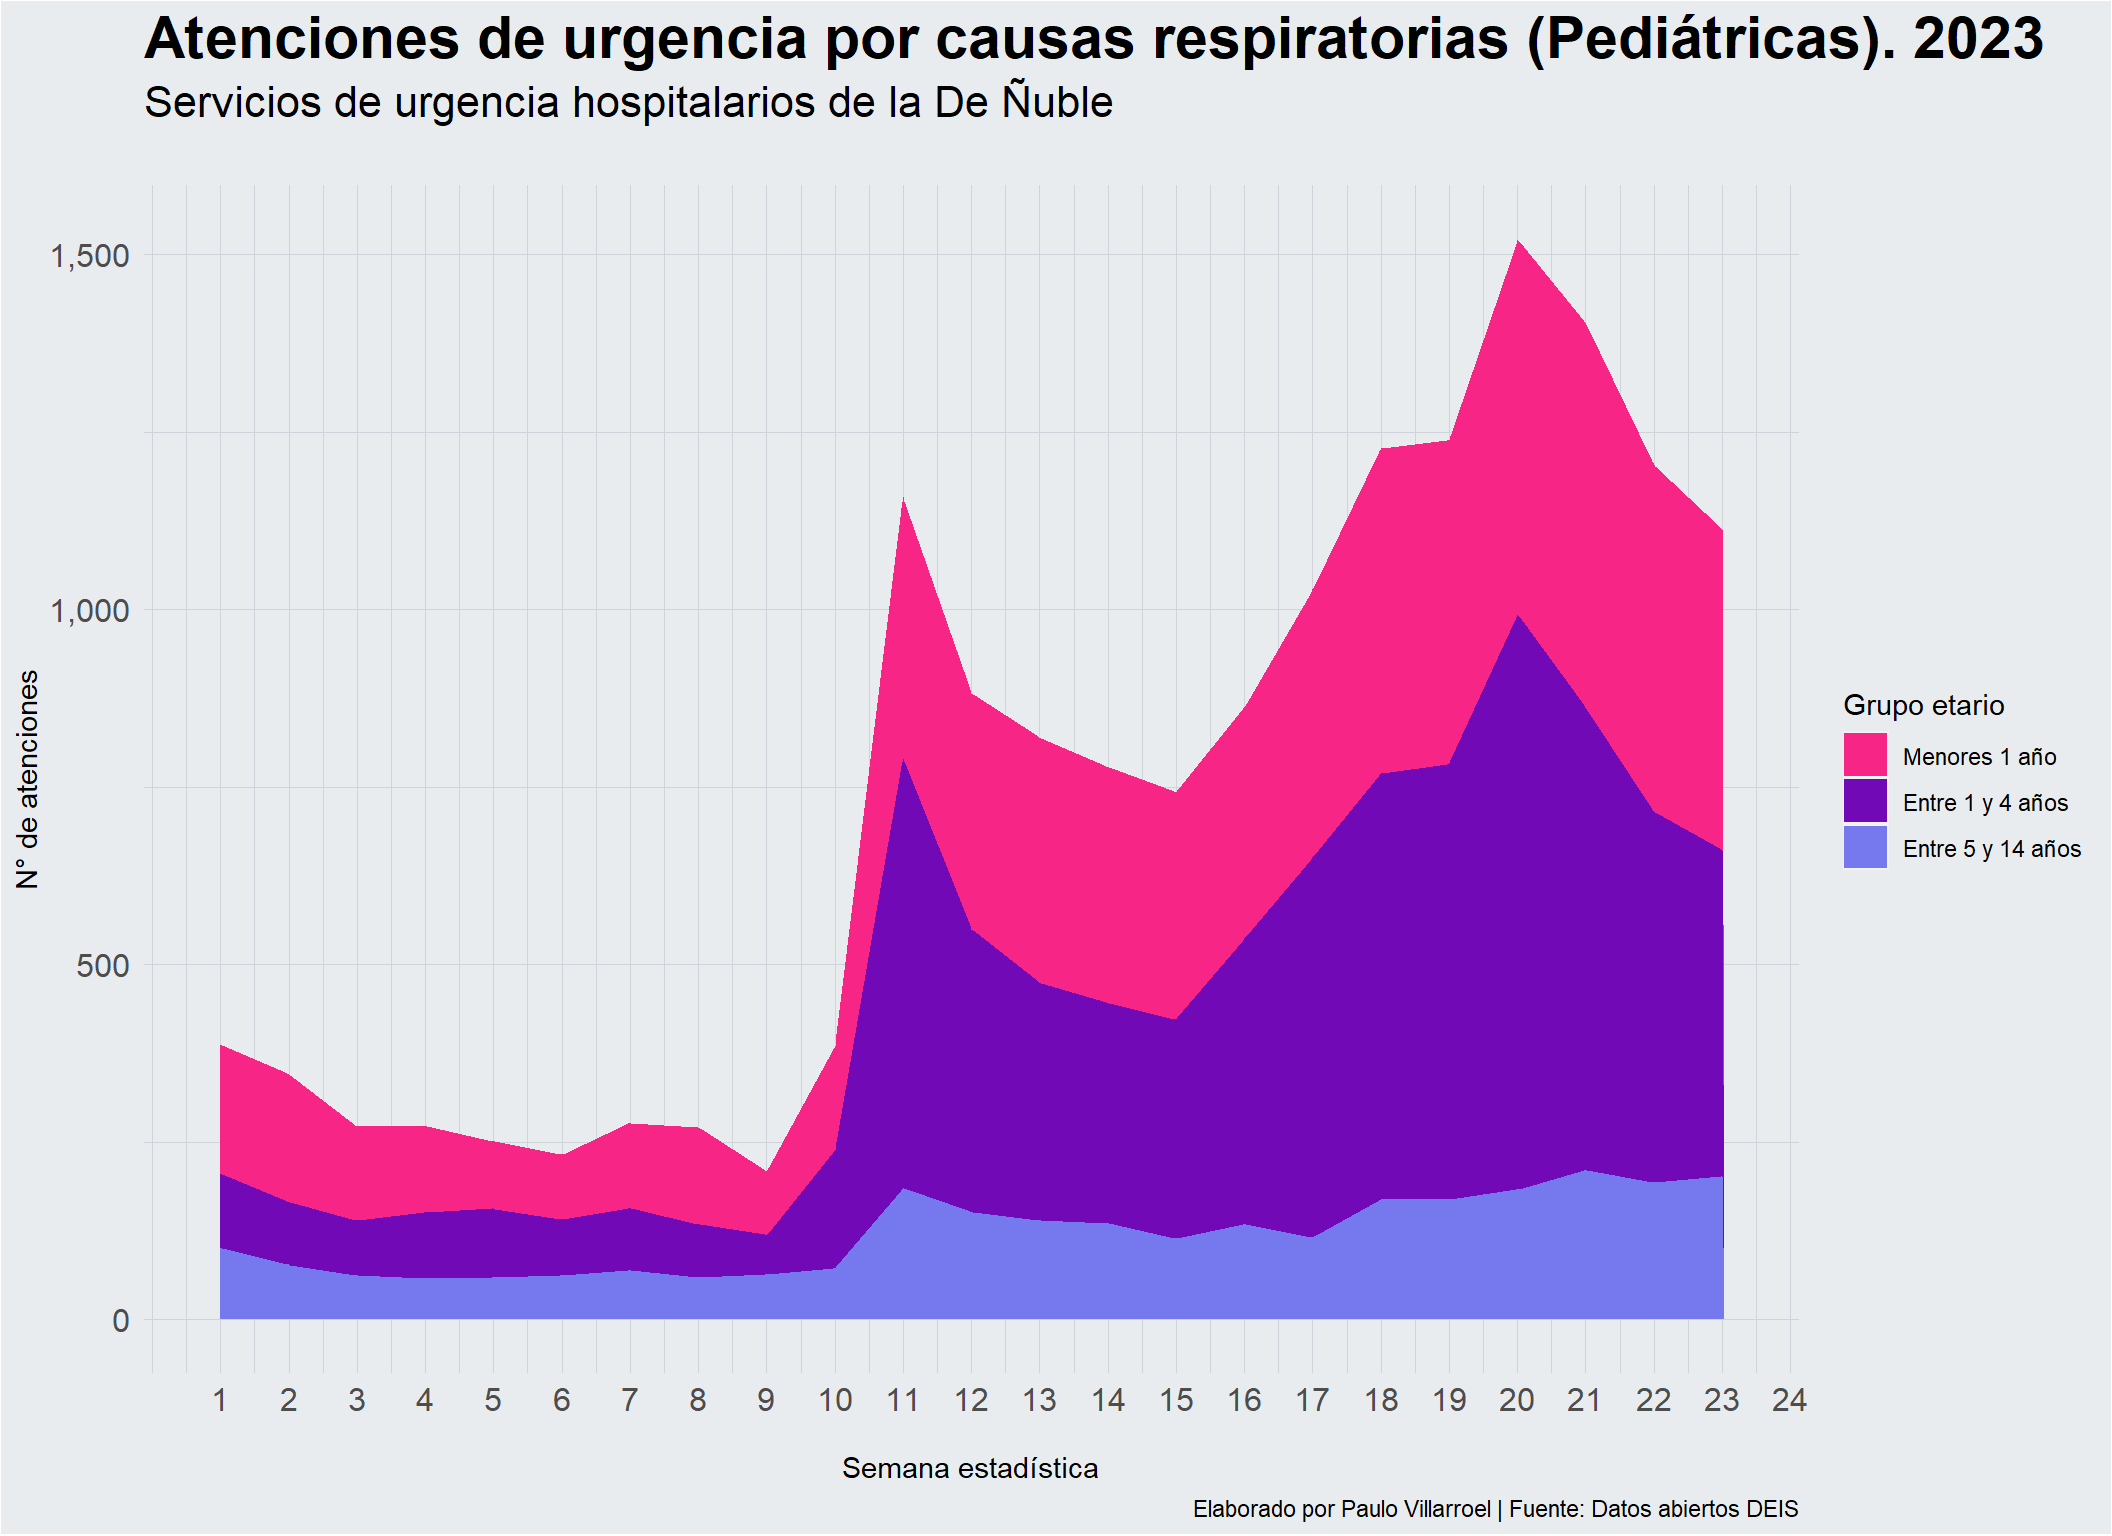 Atenciones de urgencia por causas respiratorias (Pediátricas). 2023
Servicios de urgencia hospitalarios de la De Ñuble
1,500
1,000
500
0
N° de atenciones
1 2 3 4 5 6 7 8 9 10 11 12 13 14 15 16 17 18 19 20 21 22 23 24
Semana estadística
Grupo etario
Menores 1 año
Entre 1 y 4 años
Entre 5 y 14 años
Elaborado por Paulo Villarroel | Fuente: Datos abiertos DEIS